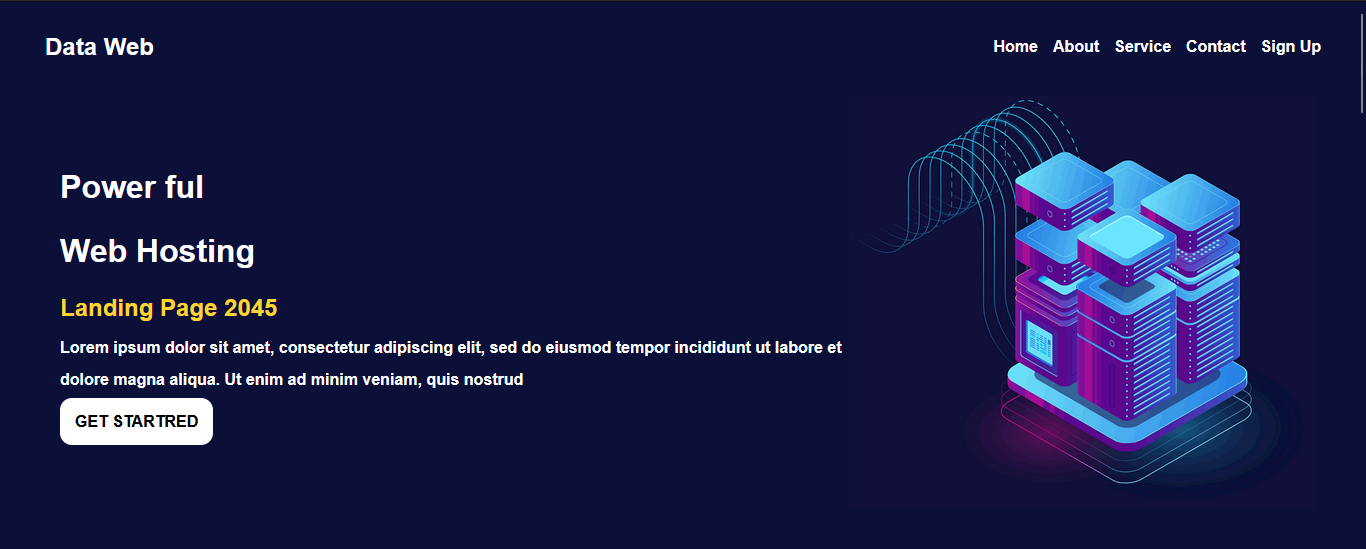 Data Web
Home About Service Contact Sign Up
Power ful
Web Hosting
Landing Page 2045
Lorem ipsum dolor sit amet, consectetur adipiscing elit, sed do eiusmod tempor incididunt ut labore et
dolore magna aliqua. Ut enim ad minim veniam, quis nostrud
GET STARTRED